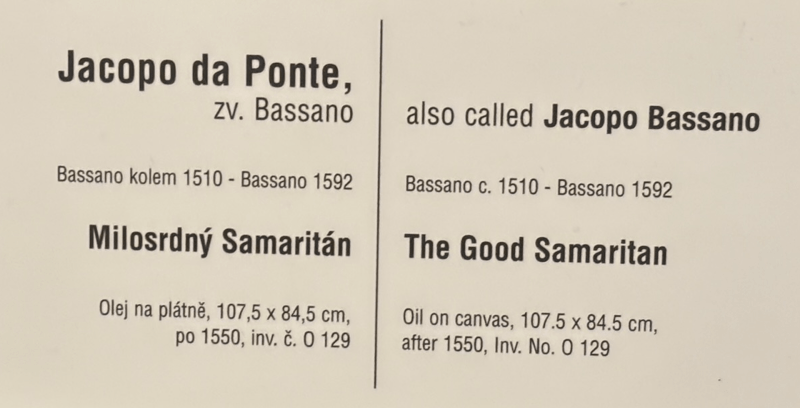 Jacopo da Ponte,
zv. Bassano
Bassano kolem 1510 - Bassano 1592
Milosrdný Samaritán
Olej na plátně, 107,5 x 84,5 cm,
po 1550, inv. č. O 129
also called Jacopo Bassano
Bassano c. 1510 - Bassano 1592
The Good Samaritan
Oil on canvas, 107.5 x 84.5 cm,
after 1550, Inv. No. O 129